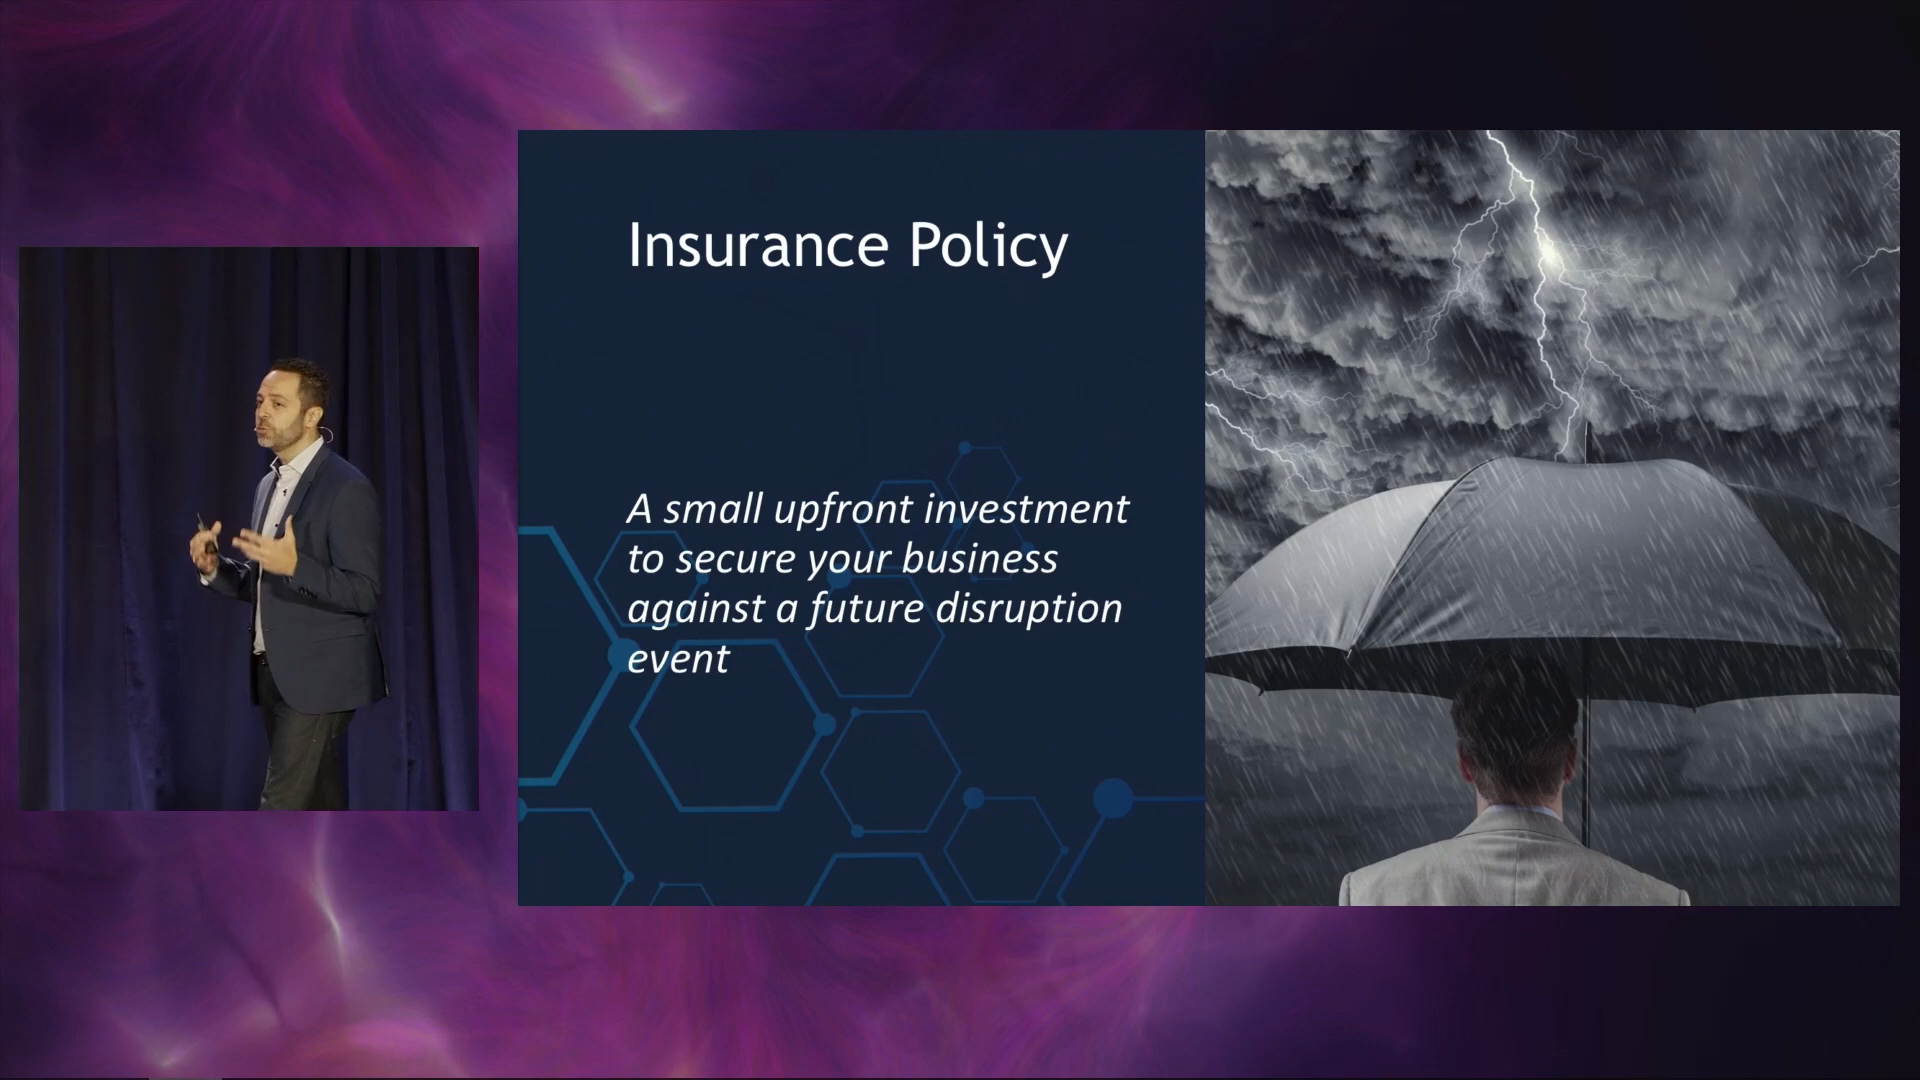 Insurance Policy
A small upfront investment
to secure your business
against a future disruption
event